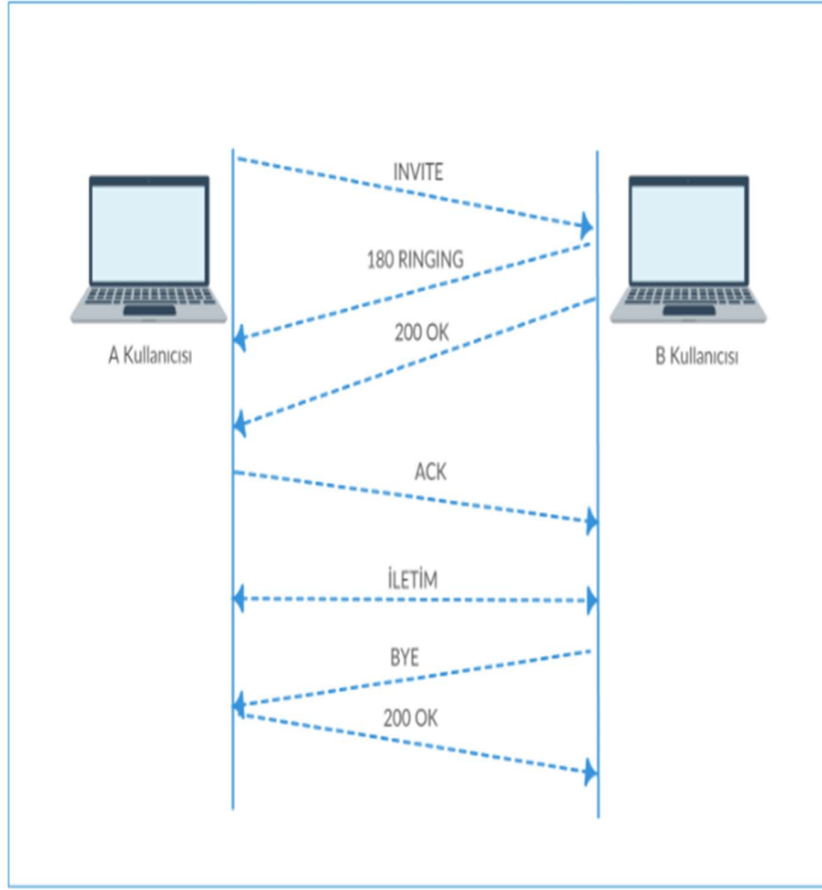 INVITE
180 RINGING
200 OK
A Kullanıcısı
B Kullanıcısı
ACK
İLETİM
BYE
200 OK